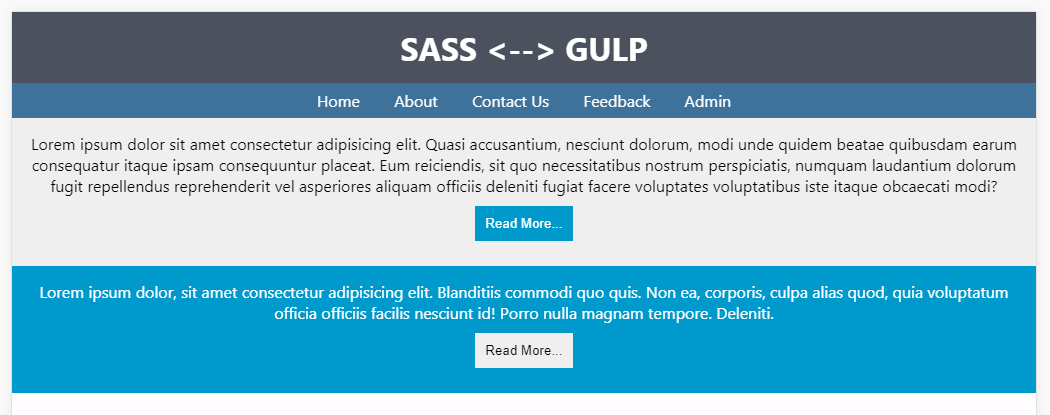 SASS <--> GULP
Home About Contact Us Feedback Admin
Lorem ipsum dolor sit amet consectetur adipisicing elit. Quasi accusantium, nesciunt dolorum, modi unde quidem beatae quibusdam earum
consequatur itaque ipsam consequuntur placeat. Eum reiciendis, sit quo necessitatibus nostrum perspiciatis, numquam laudantium dolorum
fugit repellendus reprehenderit vel asperiores aliquam officiis deleniti fugiat facere voluptates voluptatibus iste itaque obcaecati modi?
Read More...
Lorem ipsum dolor, sit amet consectetur adipisicing elit. Blanditiis commodi quo quis. Non ea, corporis, culpa alias quod, quia voluptatum
officia officiis facilis nesciunt id! Porro nulla magnam tempore. Deleniti.
Read More...